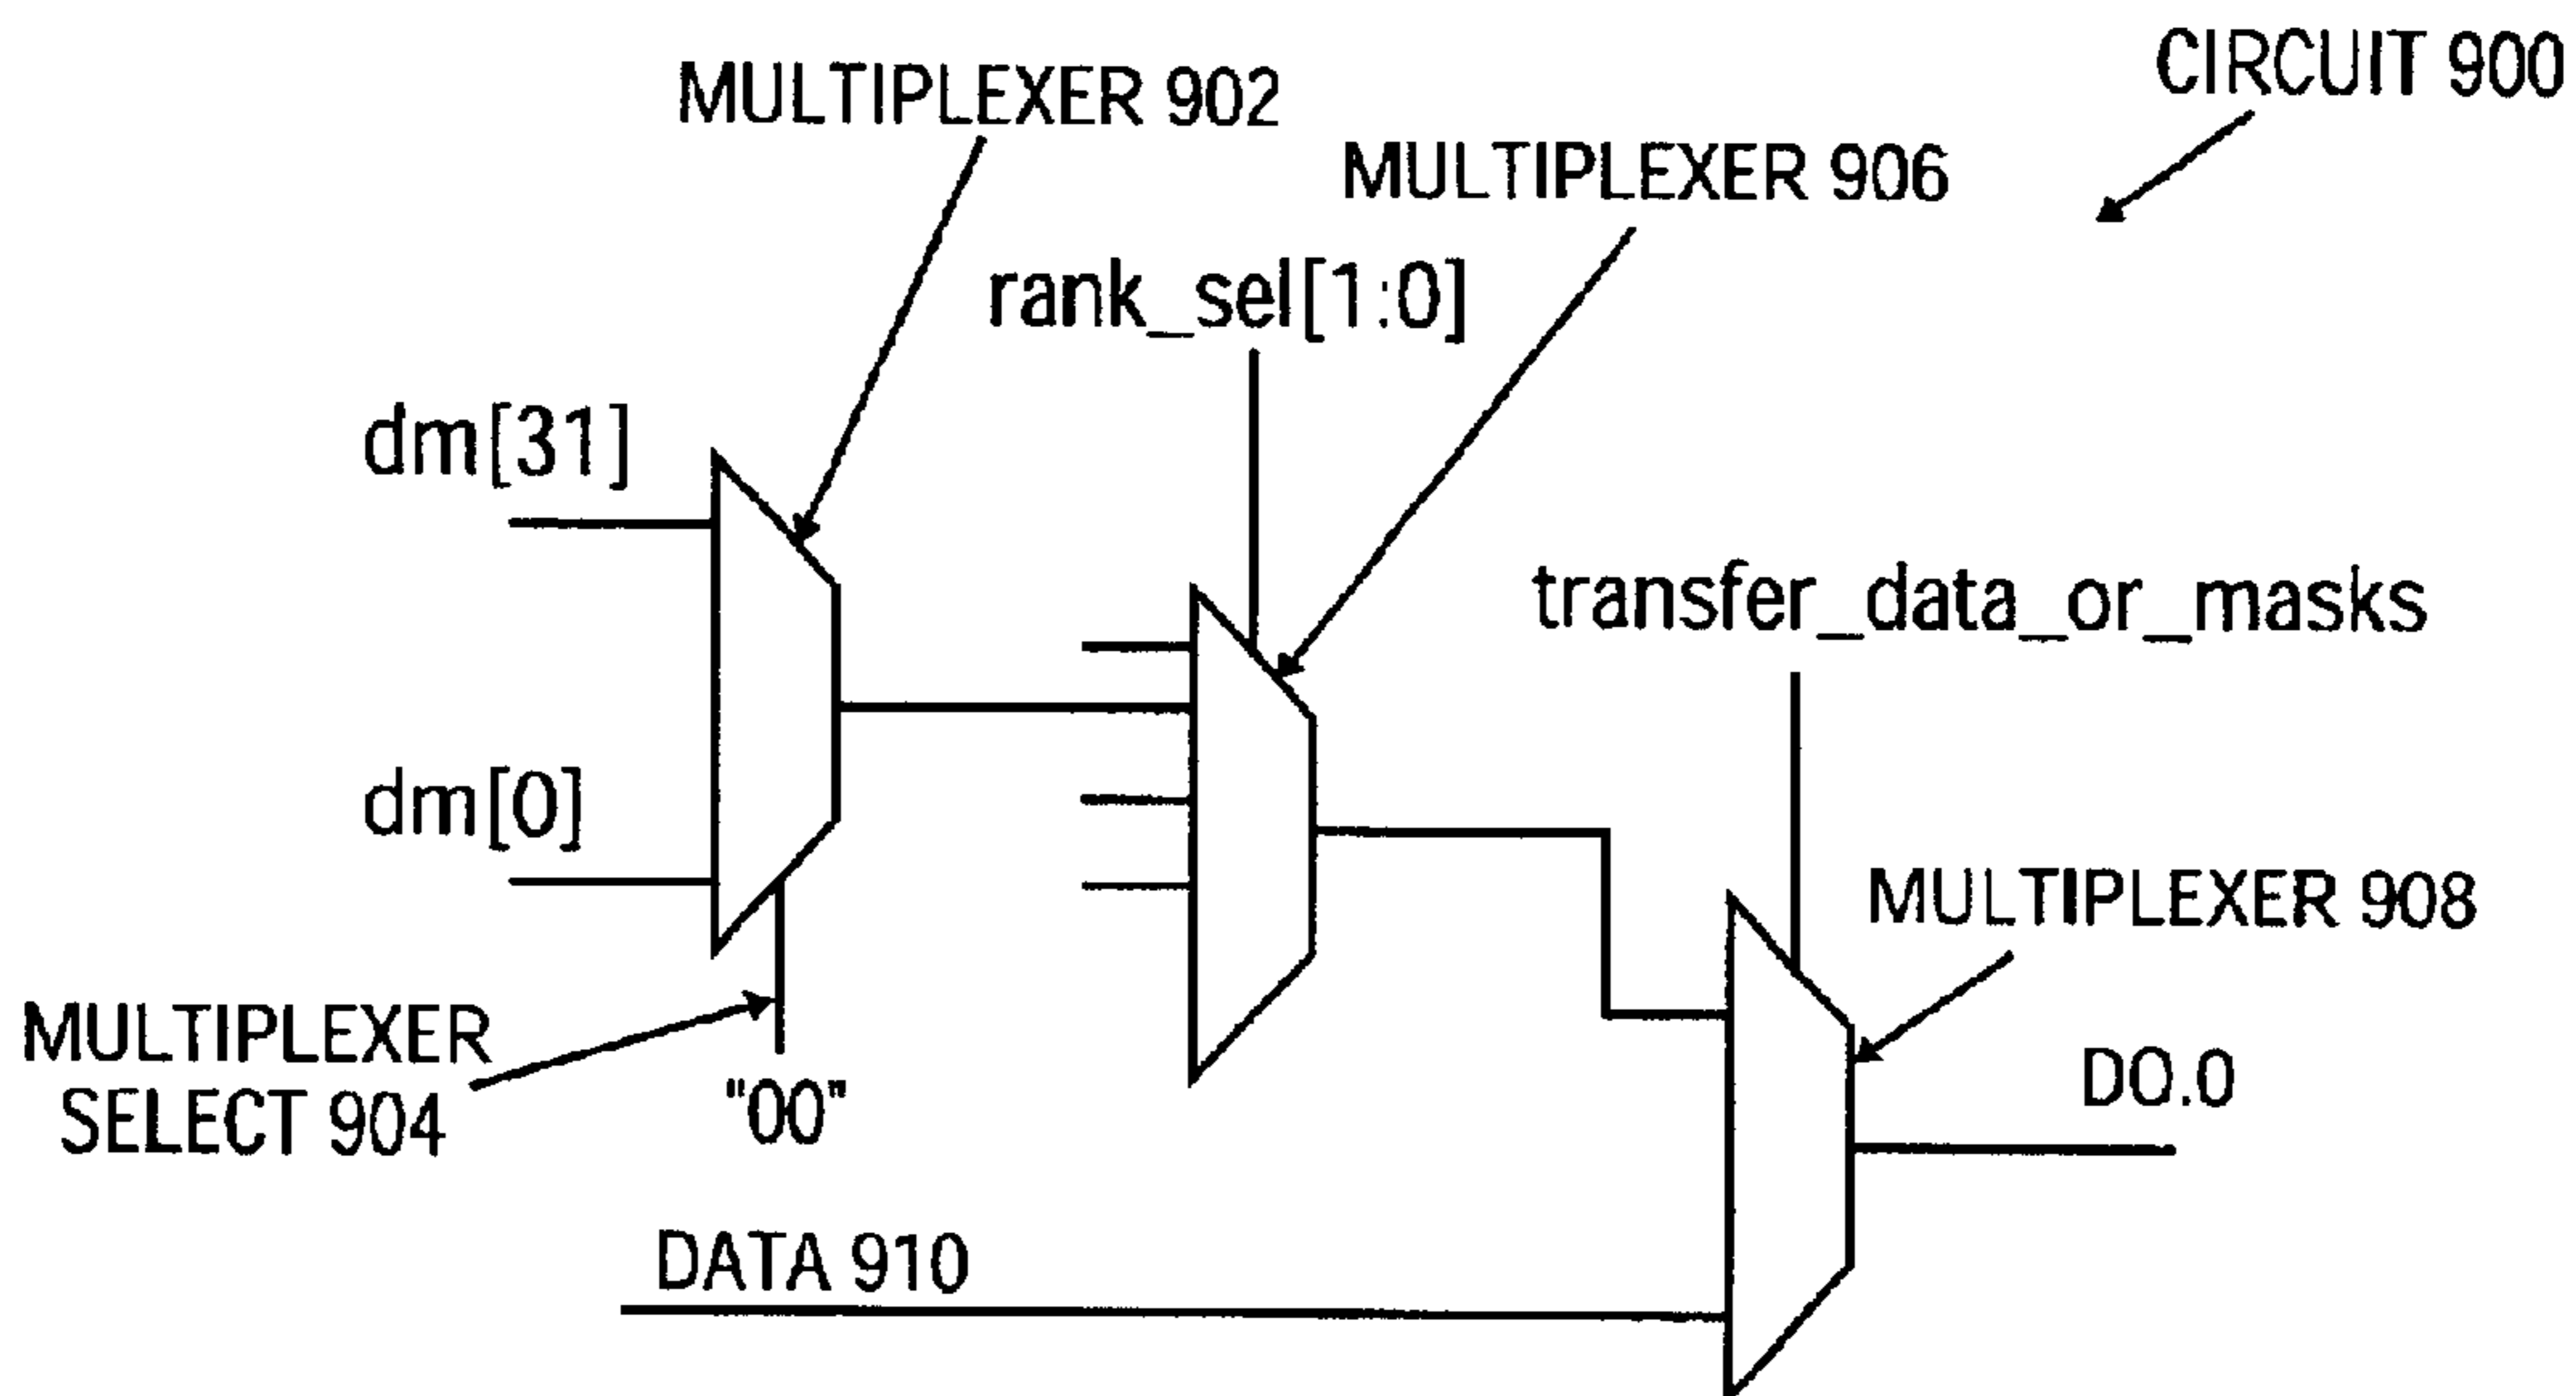 CIRCUIT 900
MULTIPLEXER 902
MULTIPLEXER 906
rank_sel[1:0]
dm[31]
transfer_data_or_masks
dm[0]
MULTIPLEXER 908
MULTIPLEXER
SELECT 904
"00"
DO.0
DATA 910